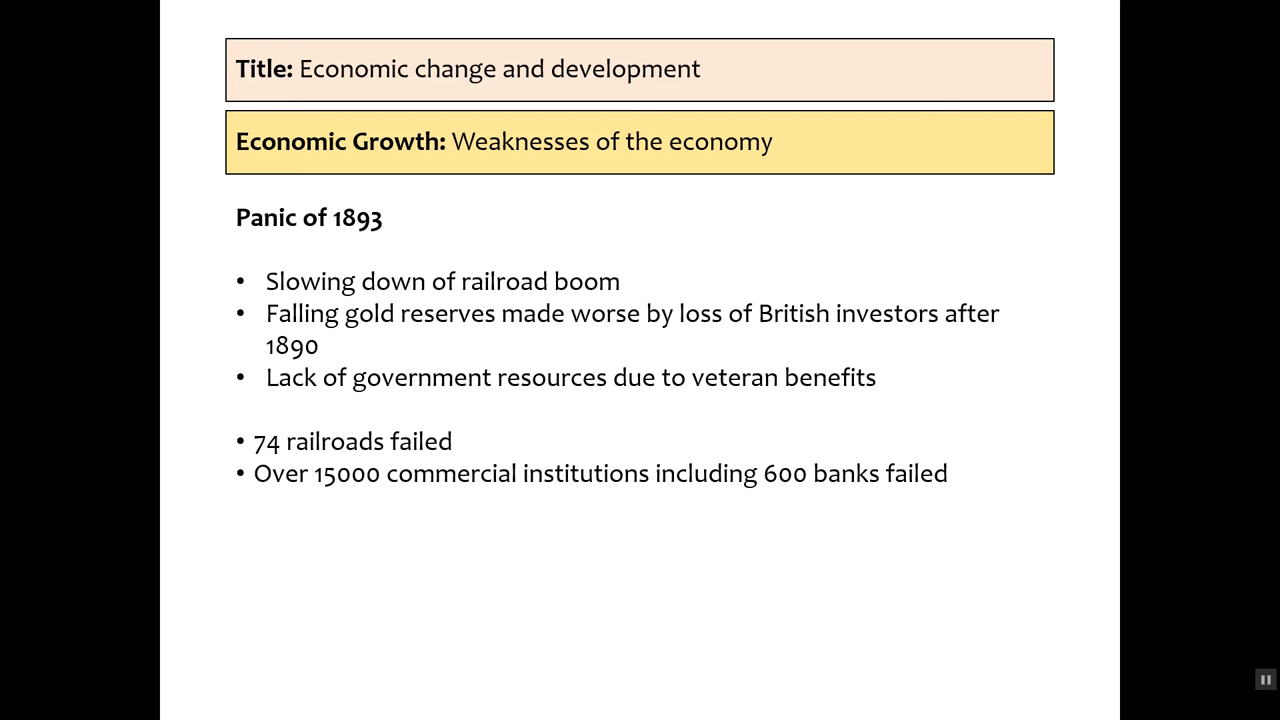 Title: Economic change and development
Economic Growth: Weaknesses of the economy
Panic of 1893
• Slowing down of railroad boom
• Falling gold reserves made worse by loss of British investors after
1890
• Lack of government resources due to veteran benefits
• 74 railroads failed
• Over 15000 commercial institutions including 600 banks failed